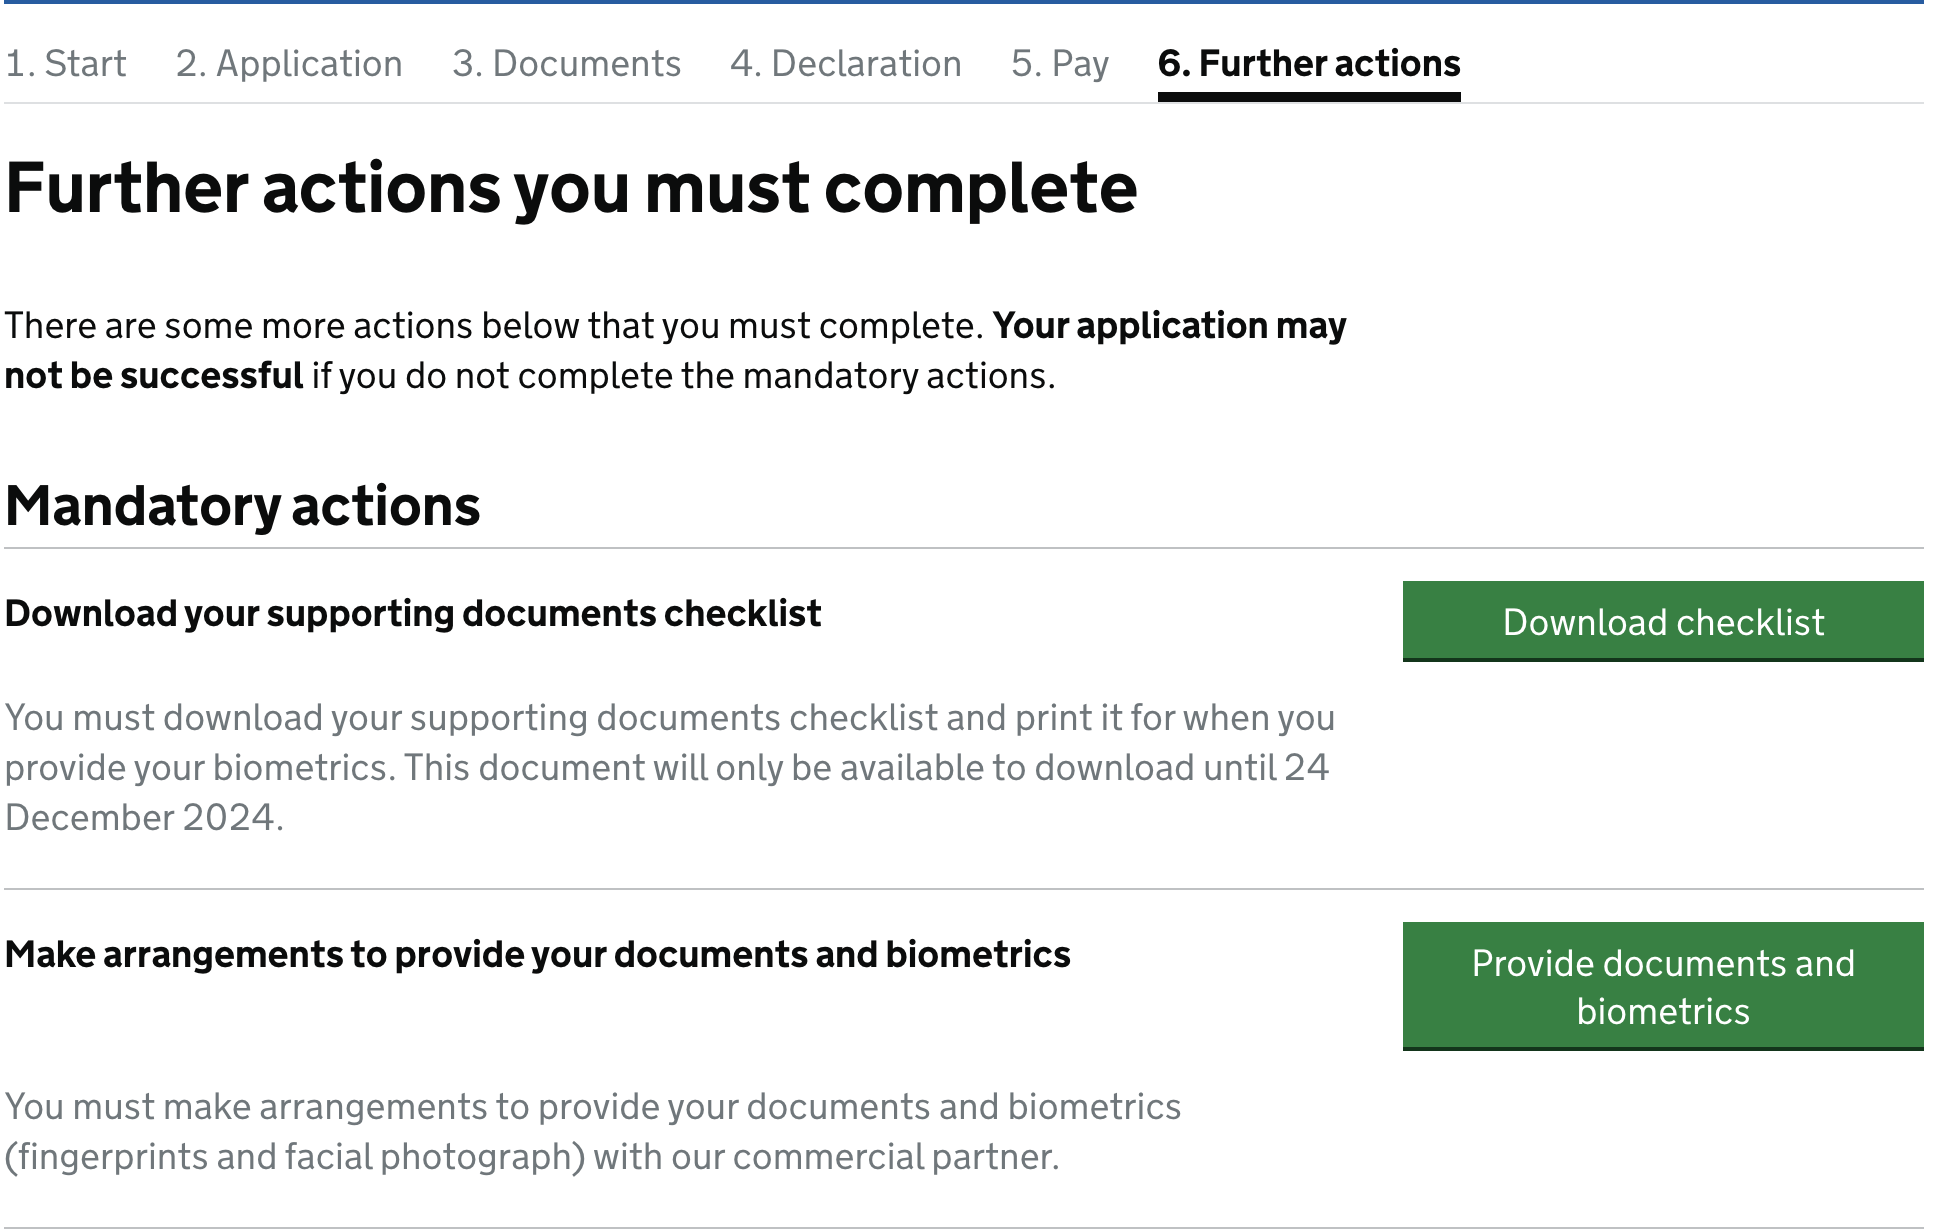 1. Start 2. Application 3. Documents 4. Declaration 5. Pay 6. Further actions
Further actions you must complete
There are some more actions below that you must complete. Your application may
not be successful if you do not complete the mandatory actions.
Mandatory actions
Download your supporting documents checklist
Download checklist
You must download your supporting documents checklist and print it for when you
provide your biometrics. This document will only be available to download until 24
December 2024.
Make arrangements to provide your documents and biometrics
Provide documents and
biometrics
You must make arrangements to provide your documents and biometrics
(fingerprints and facial photograph) with our commercial partner.